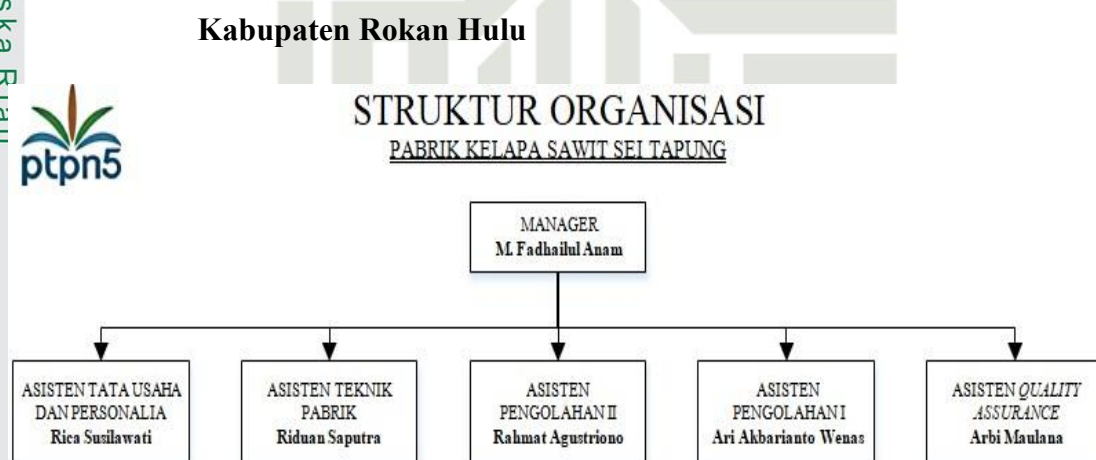 ska Riau
Kabupaten Rokan Hulu
ptpn5
STRUKTUR ORGANISASI
PABRIK KELAPA SAWIT SEI TAPUNG
MANAGER
M. Fadhailul Anam
ASISTEN TATA USAHA
DAN PERSONALIA
Rica Susilawati
ASISTEN TEKNIK
PABRIK
Riduan Saputra
ASISTEN
PENGOLAHAN II
Rahmat Agustriono
ASISTEN
PENGOLAHAN I
Ari Akbarianto Wenas
ASISTEN QUALITY
ASSURANCE
Arbi Maulana